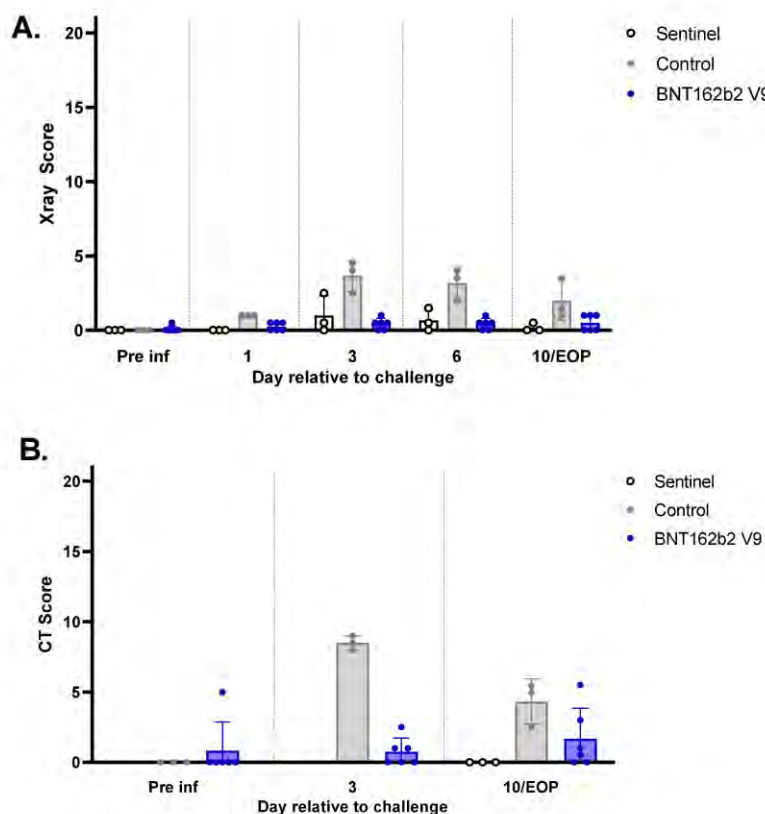 A.
20
15
10
5
0
Xray Score
Pre inf
1
3
6
10/EOP
Day relative to challenge
Sentinel
Control
BNT162b2 V9
B.
20
15
10
5
0
CT Score
Pre inf
3
10/EOP
Day relative to challenge
Sentinel
Control
BNT162b2 V9